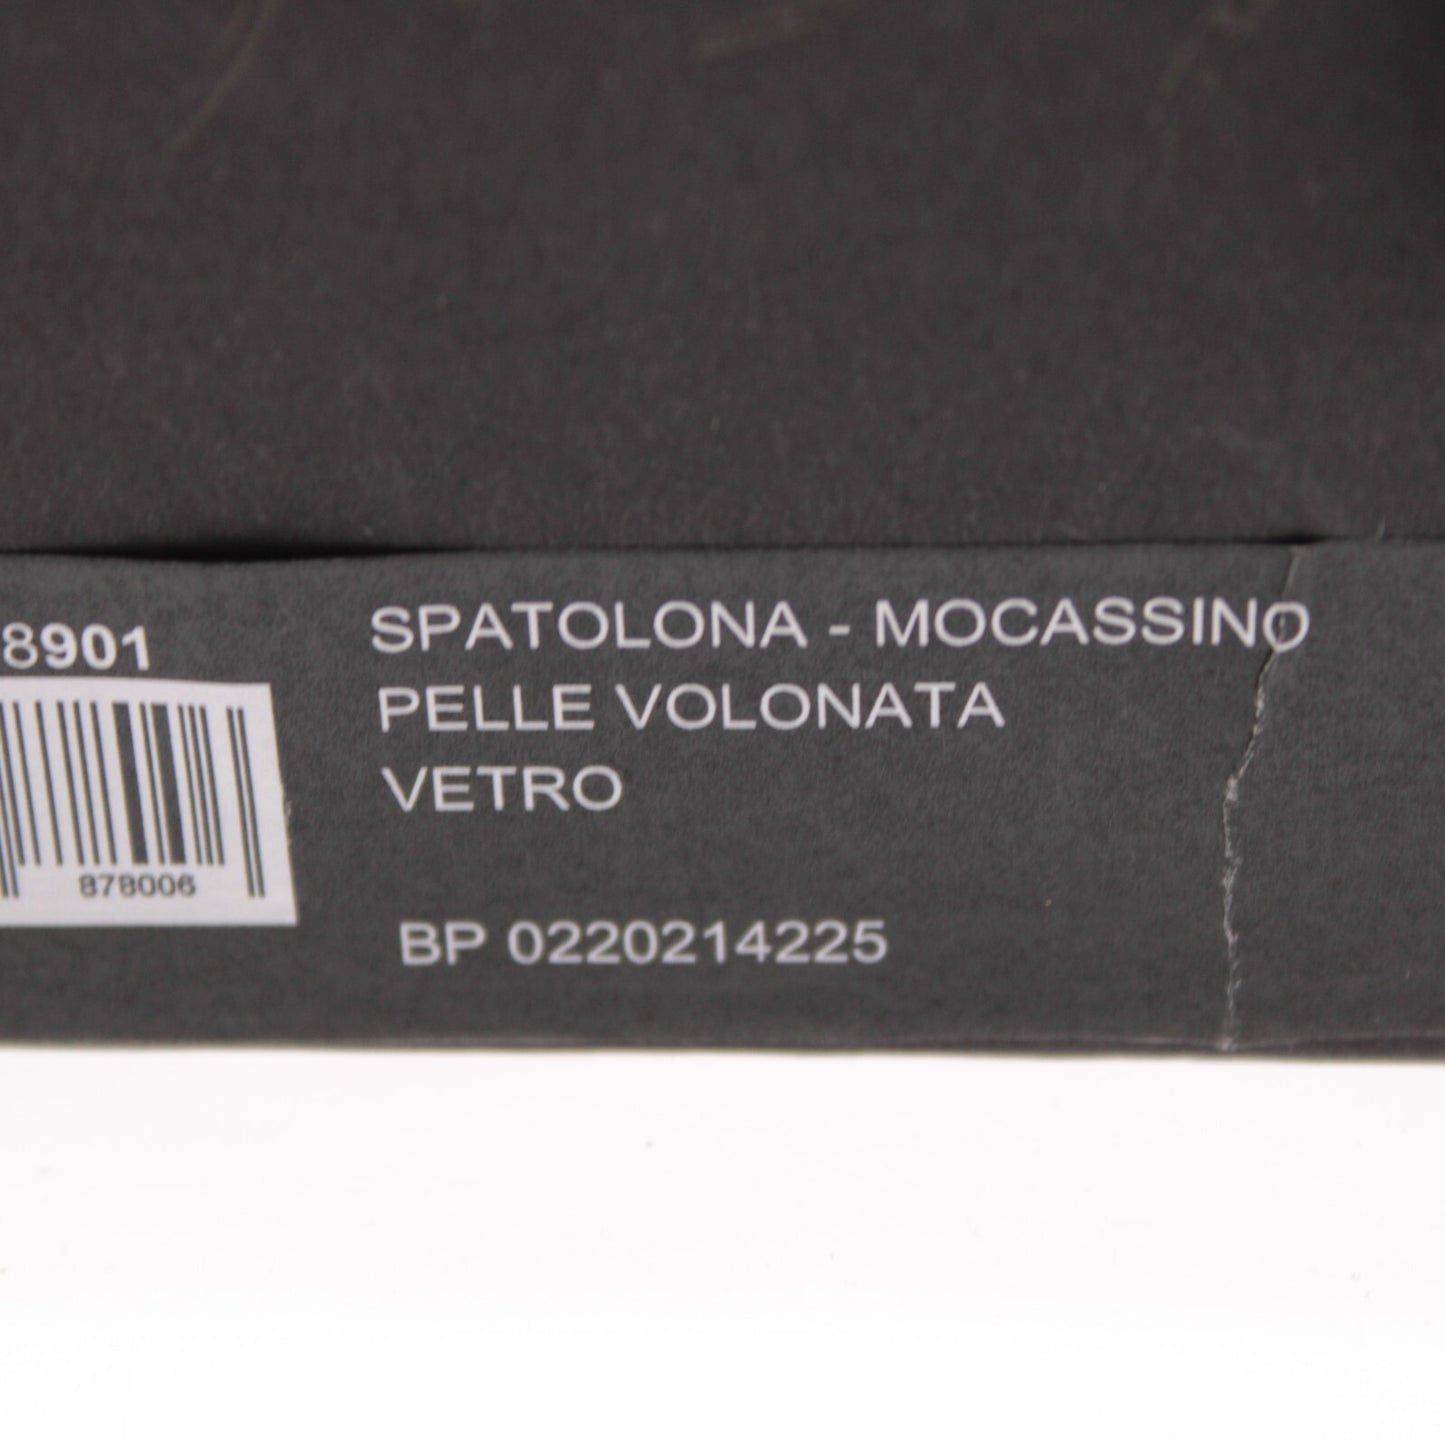 8901
SPATOLONA - MOCASSINO
PELLE VOLONATA
VETRO
878006
BP 0220214225